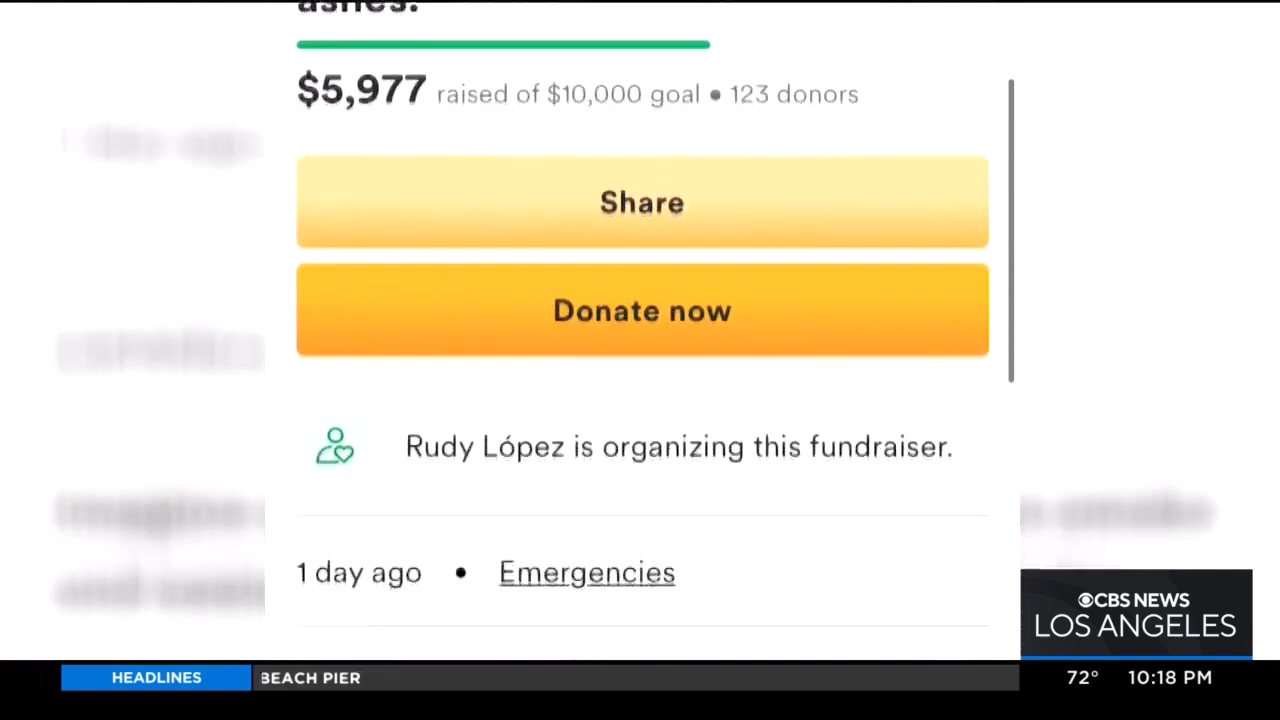 ashes.
$5,977 raised of $10,000 goal • 123 donors
Share
Donate now
Rudy López is organizing this fundraiser.
1 day ago • Emergencies
CBS NEWS
LOS ANGELES
HEADLINES BEACH PIER 72° 10:18 PM